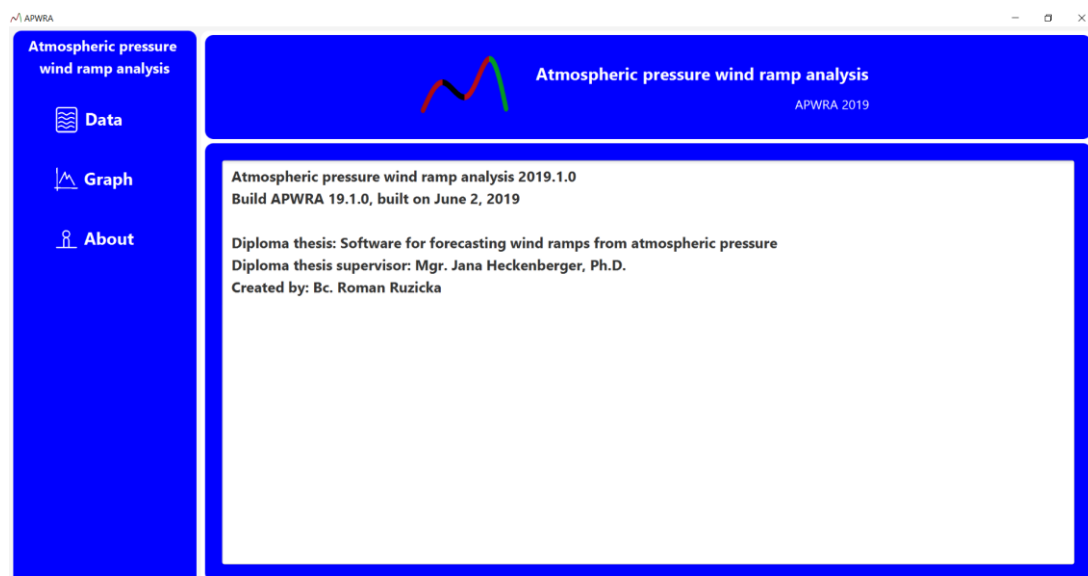 APWRA
Atmospheric pressure
wind ramp analysis
Data
Graph
About
Atmospheric pressure wind ramp analysis
APWRA 2019
Atmospheric pressure wind ramp analysis 2019.1.0
Build APWRA 19.1.0, built on June 2, 2019
Diploma thesis: Software for forecasting wind ramps from atmospheric pressure
Diploma thesis supervisor: Mgr. Jana Heckenberger, Ph.D.
Created by: Bc. Roman Ruzicka